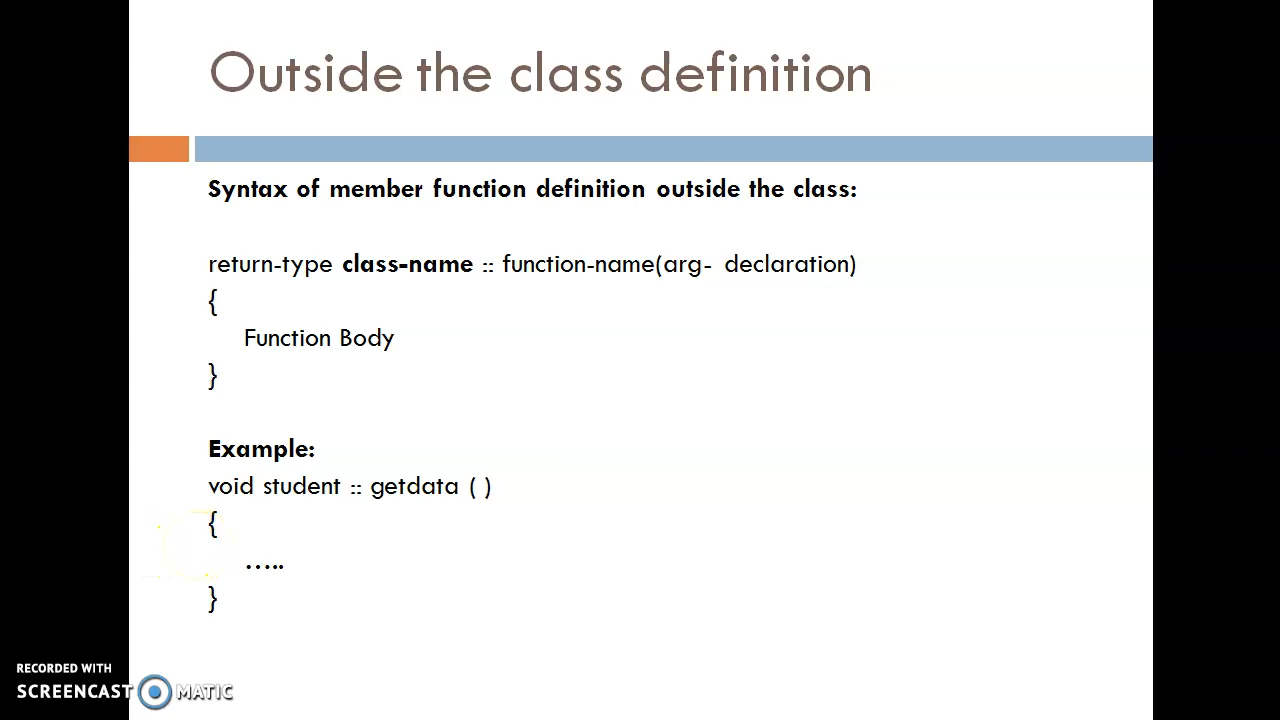 Outside the class definition
Syntax of member function definition outside the class:
return-type class-name :: function-name(arg- declaration)
{
Function Body
}
Example:
void student :: getdata ( )
{
…..
}
RECORDED WITH
SCREENCAST MATIC